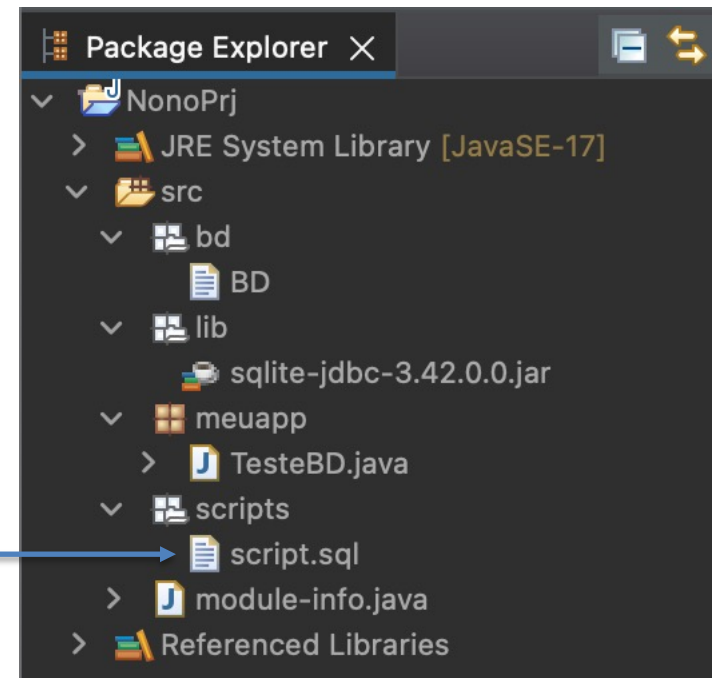 Package Explorer
NonoPrj
JRE System Library [JavaSE-17]
src
bd
BD
lib
sqlite-jdbc-3.42.0.0.jar
meuapp
TesteBD.java
scripts
script.sql
module-info.java
Referenced Libraries